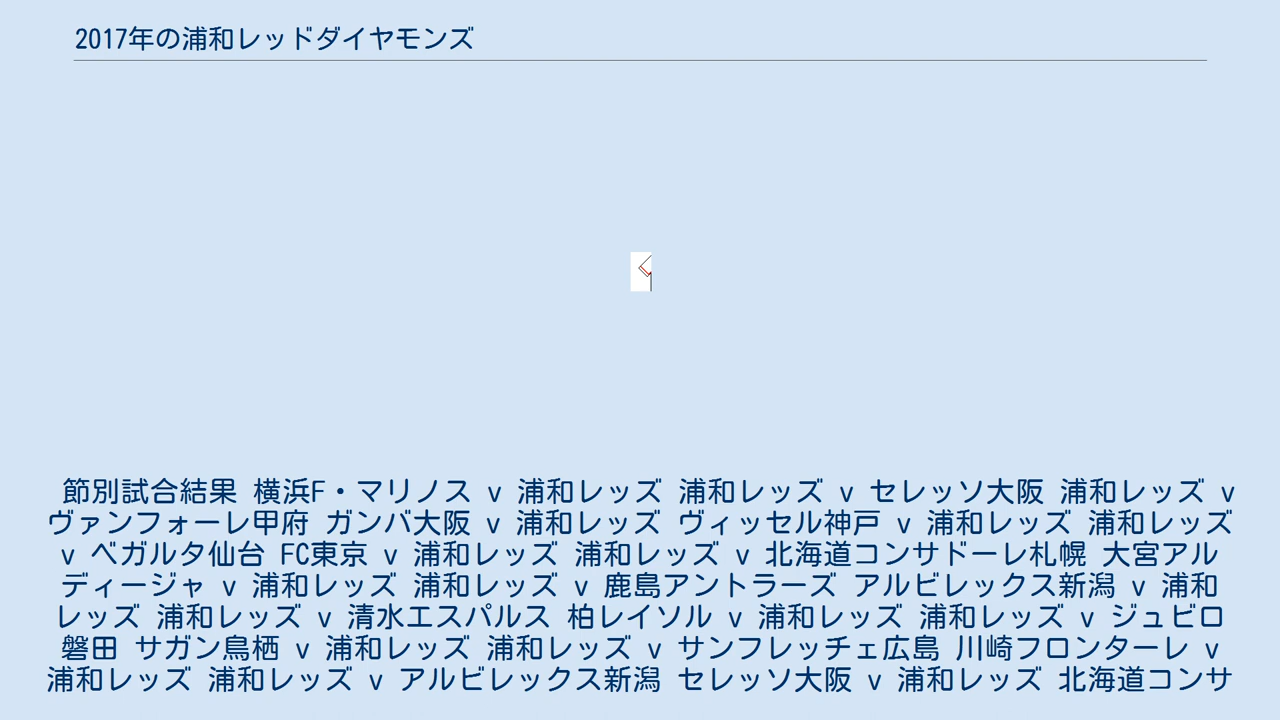 2017年の浦和レッドダイヤモンズ
節別試合結果 横浜F・マリノス v 浦和レッズ 浦和レッズ v セレッソ大阪 浦和レッズ v
ヴァンフォーレ甲府 ガンバ大阪 v 浦和レッズ ヴィッセル神戸 v 浦和レッズ 浦和レッズ
v ベガルタ仙台 FC東京 v 浦和レッズ 浦和レッズ v 北海道コンサドーレ札幌 大宮アル
ディージャ v 浦和レッズ 浦和レッズ v 鹿島アントラーズ アルビレックス新潟 v 浦和
レッズ 浦和レッズ v 清水エスパルス 柏レイソル v 浦和レッズ 浦和レッズ v ジュビロ
磐田 サガン鳥栖 v 浦和レッズ 浦和レッズ v サンフレッチェ広島 川崎フロンターレ v
浦和レッズ 浦和レッズ v アルビレックス新潟 セレッソ大阪 v 浦和レッズ 北海道コンサ